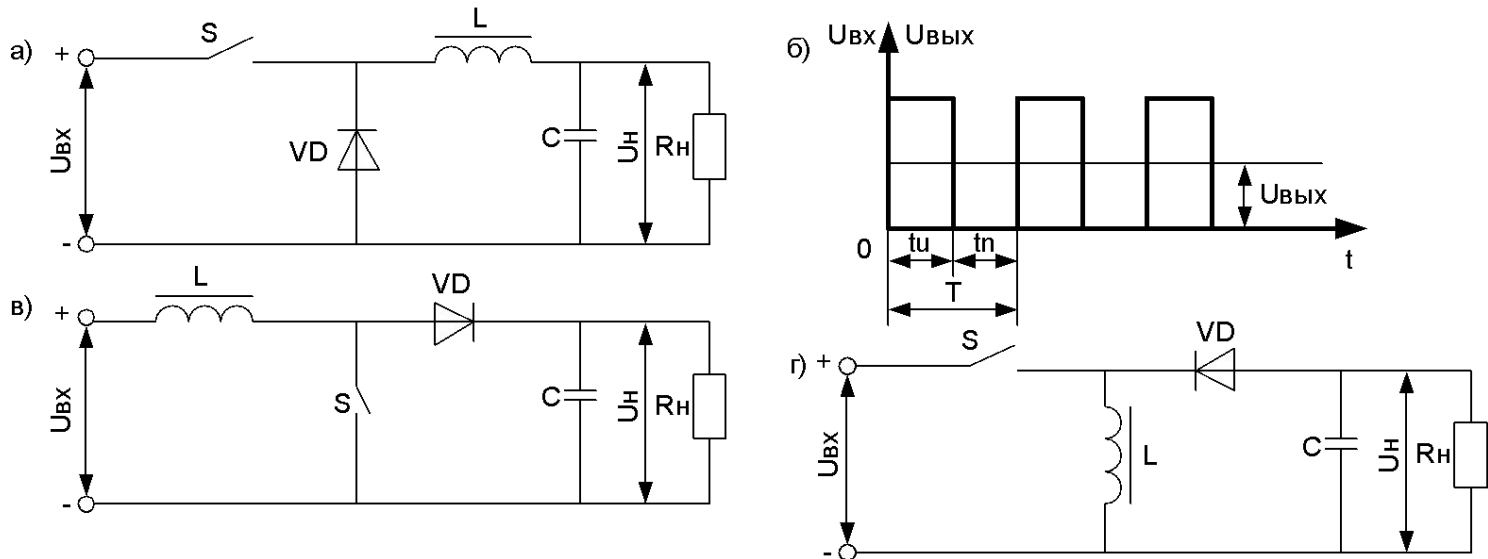 а)
+
S
L
Uвх
VD
C
Uн
Rн
-
б)
Uвх Uвых
Uвых
0
tu
tn
t
T
в)
+
L
VD
Uвх
S
C
Uн
Rн
-
г)
+
S
VD
Uвх
L
C
Uн
Rн
-